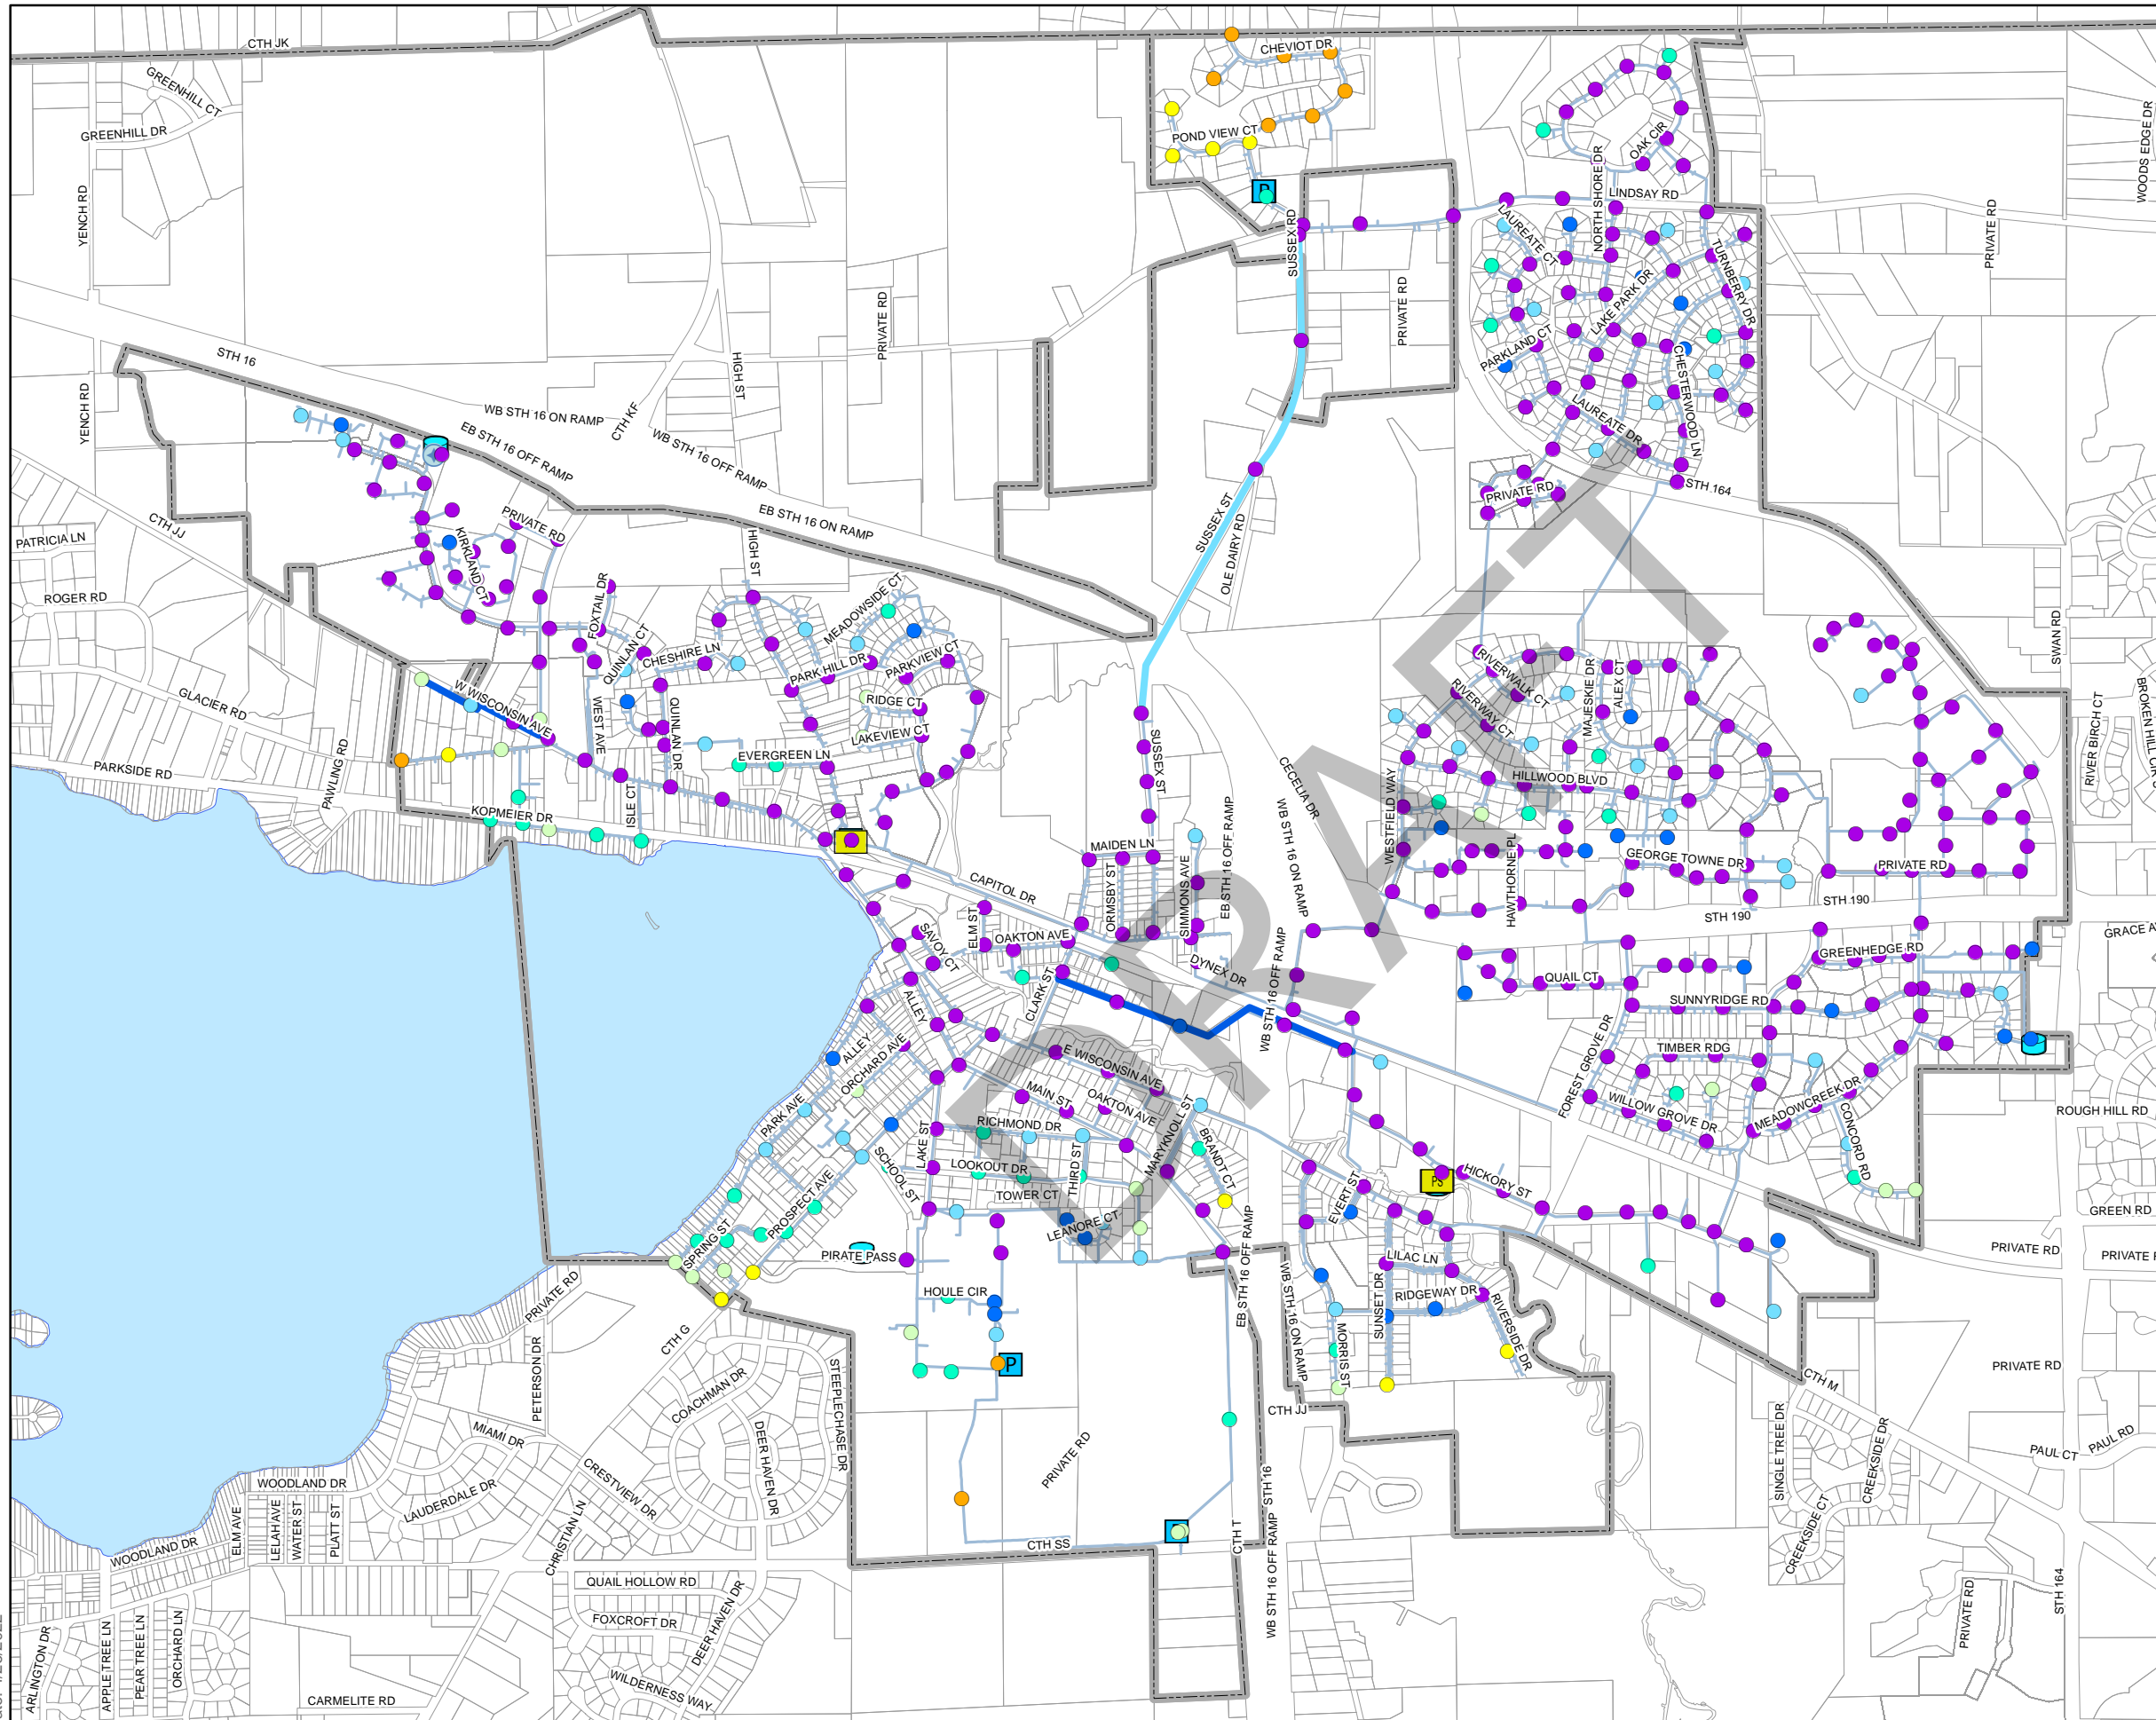 CTH JK
CHEVIOT DR
GREENHILL CT
GREENHILL DR
POND VIEW CT
WOODS EDGE DR
OAK CIR
NORTH SHORE DR
LINDSAY RD
P
YENCH RD
SUSSEX RD
LAUREATE CT
TURNBERRY DR
PRIVATE RD
PRIVATE RD
PRIVATE RD
HIGH ST
LAKE PARK DR
PARKLAND CT
CHESTERWOOD LN
STH 16
YENCH RD
WB STH 16 ON RAMP
CTH KF
WB STH 16 OFF RAMP
EB STH 16 OFF RAMP
LAUREATE DR
PRIVATE RD
STH 164
EB STH 16 ON RAMP
SUSSEX ST
OLE DAIRY RD
CTH JJ
PATRICIA LN
PRIVATE RD
KIRKLAND CT
HIGH ST
ROGER RD
FOXTAIL DR
MEADOWSIDE CT
SWAN RD
QUINLAN CT
CHESHIRE LN
PARK HILL DR
PARKVIEW CT
RIVERWALK CT
RIVERWAY CT
MAJESKIE DR
ALEX CT
GLACIER RD
W WISCONSIN AVE
WEST AVE
QUINLAN DR
RIDGE CT
LAKEVIEW CT
EVERGREEN LN
SUSSEX ST
CECELIA DR
HILLWOOD BLVD
RIVER BIRCH CT
BROKEN HILL CIR
PARKSIDE RD
PAWLING RD
KOPMEIER DR
ISLE CT
WESTFIELD WAY
EB STH 16 OFF RAMP
WB STH 16 ON RAMP
MAIDEN LN
ORMSBY ST
SIMMONS AVE
CAPITOL DR
HAWTHORNE PL
GEORGE TOWNE DR
PRIVATE RD
STH 190
STH 190
ELM ST
OAKTON AVE
SAVOY CT
DYNEX DR
WB STH 16 OFF RAMP
GREENHEDGE RD
QUAIL CT
SUNNYRIDGE RD
CLARK ST
ALLEY
ALLEY
ORCHARD AVE
E WISCONSIN AVE
FOREST GROVE DR
TIMBER RDG
MAIN ST
OAKTON AVE
WILLOW GROVE DR
MEADOWCREEK DR
CONCORD RD
ROUGH HILL RD
PARK AVE
RICHMOND DR
MARYKNOLL ST
BRANDT CT
LAKE ST
SCHOOL ST
LOOKOUT DR
THIRD ST
TOWER CT
LEANORE CT
PS
HICKORY ST
EVERT ST
GREEN RD
PROSPECT AVE
SPRING ST
PIRATE PASS
EB STH 16 OFF RAMP
WB STH 16 ON RAMP
LILAC LN
RIDGEWAY DR
SUNSET DR
RIVERSIDE DR
PRIVATE RD
HOULE CIR
PRIVATE RD
CTH G
P
MORRIS ST
PETERSON DR
COACHMAN DR
STEEPLECHASE DR
PRIVATE RD
CTH M
CTH JJ
MIAMI DR
DEER HAVEN DR
PRIVATE RD
SINGLE TREE DR
CREEKSIDE DR
PAUL CT
PAUL RD
WOODLAND DR
LAUDERDALE DR
CRESTVIEW DR
ELM AVE
LELAH AVE
WATER ST
PLATT ST
WOODLAND DR
CHRISTIAN LN
CTH SS
CTH T
WB STH 16 OFF RAMP STH 16
CREEKSIDE CT
QUAIL HOLLOW RD
FOXCROFT DR
DEER HAVEN DR
STH 164
PRIVATE RD
ARLINGTON DR
APPLE TREE LN
PEAR TREE LN
ORCHARD LN
CARMELITE RD
WILDERNESS WAY
DRAFT